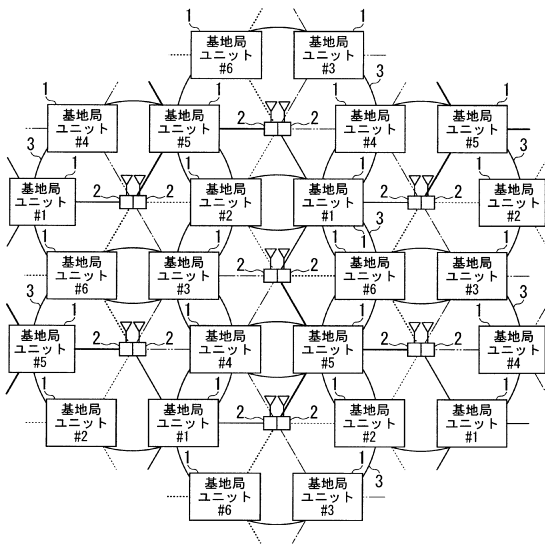 1 1
基地局 ユニット #6
基地局 ユニット #3
3
1 1 1 1
基地局 ユニット #4
基地局 ユニット #5
2 2
基地局 ユニット #4
基地局 ユニット #5
3 3
1 1 1 1
基地局 ユニット #1
2 2
基地局 ユニット #2
基地局 ユニット #1
2 2
基地局 ユニット #2
3
1 1 1 1
基地局 ユニット #6
基地局 ユニット #3
2 2
基地局 ユニット #6
基地局 ユニット #3
3 3
1 1 1 1
基地局 ユニット #5
2 2
基地局 ユニット #4
基地局 ユニット #5
2 2
基地局 ユニット #4
1 1 1 1
基地局 ユニット #2
基地局 ユニット #1
2 2
基地局 ユニット #2
基地局 ユニット #1
3
1 1
基地局 ユニット #6
基地局 ユニット #3